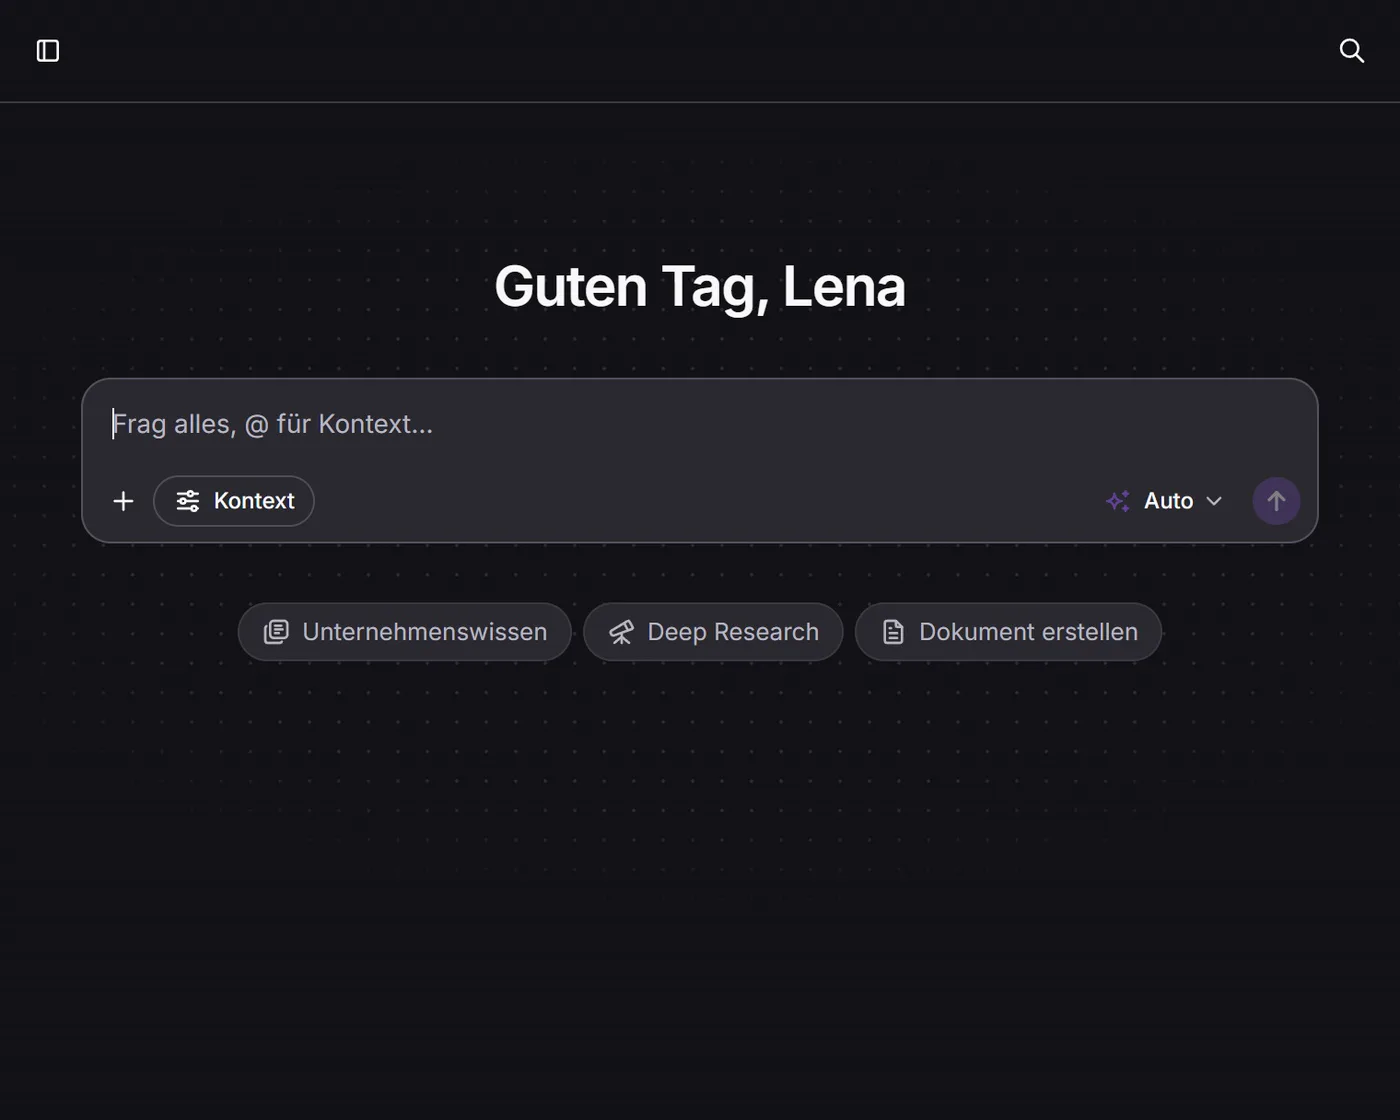 Guten Tag, Lena
Frag alles, @ für Kontext...
Kontext
Auto
Unternehmenswissen
Deep Research
Dokument erstellen